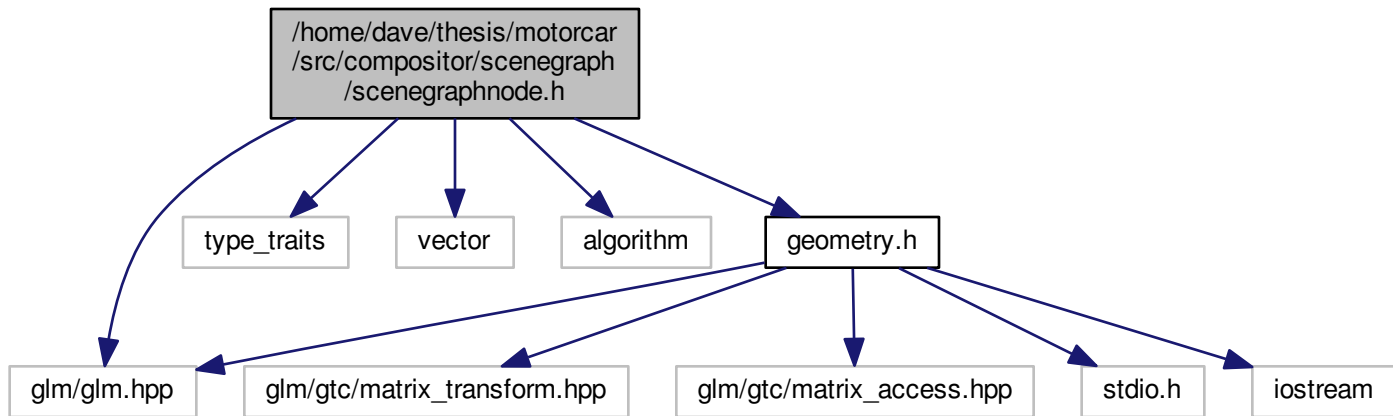 /home/dave/thesis/motorcar
/src/compositor/scenegraph
/scenegraphnode.h
type_traits
vector
algorithm
geometry.h
glm/glm.hpp
glm/gtc/matrix_transform.hpp
glm/gtc/matrix_access.hpp
stdio.h
iostream